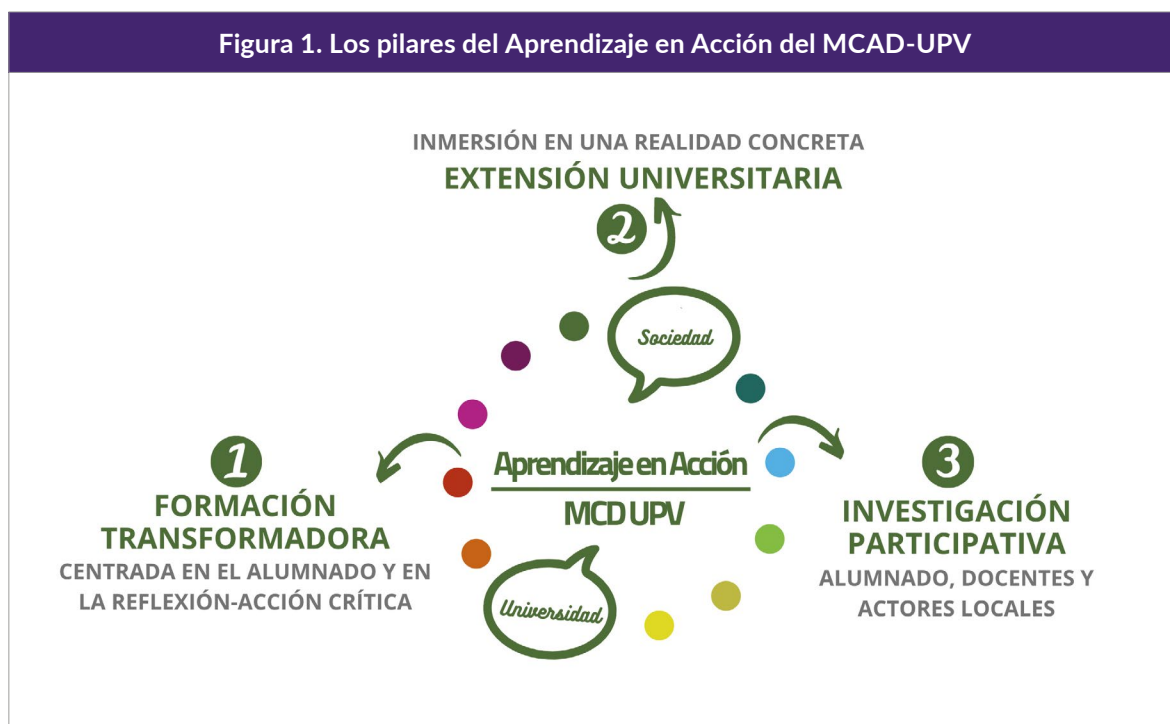 Figura 1. Los pilares del Aprendizaje en Acción del MCAD-UPV
INMERSIÓN EN UNA REALIDAD CONCRETA
EXTENSIÓN UNIVERSITARIA
2
Sociedad
1
FORMACIÓN
TRANSFORMADORA
CENTRADA EN EL ALUMNADO Y EN
LA REFLEXIÓN-ACCIÓN CRÍTICA
Aprendizaje en Acción
MCD UPV
Universidad
3
INVESTIGACIÓN
PARTICIPATIVA
ALUMNADO, DOCENTES Y
ACTORES LOCALES